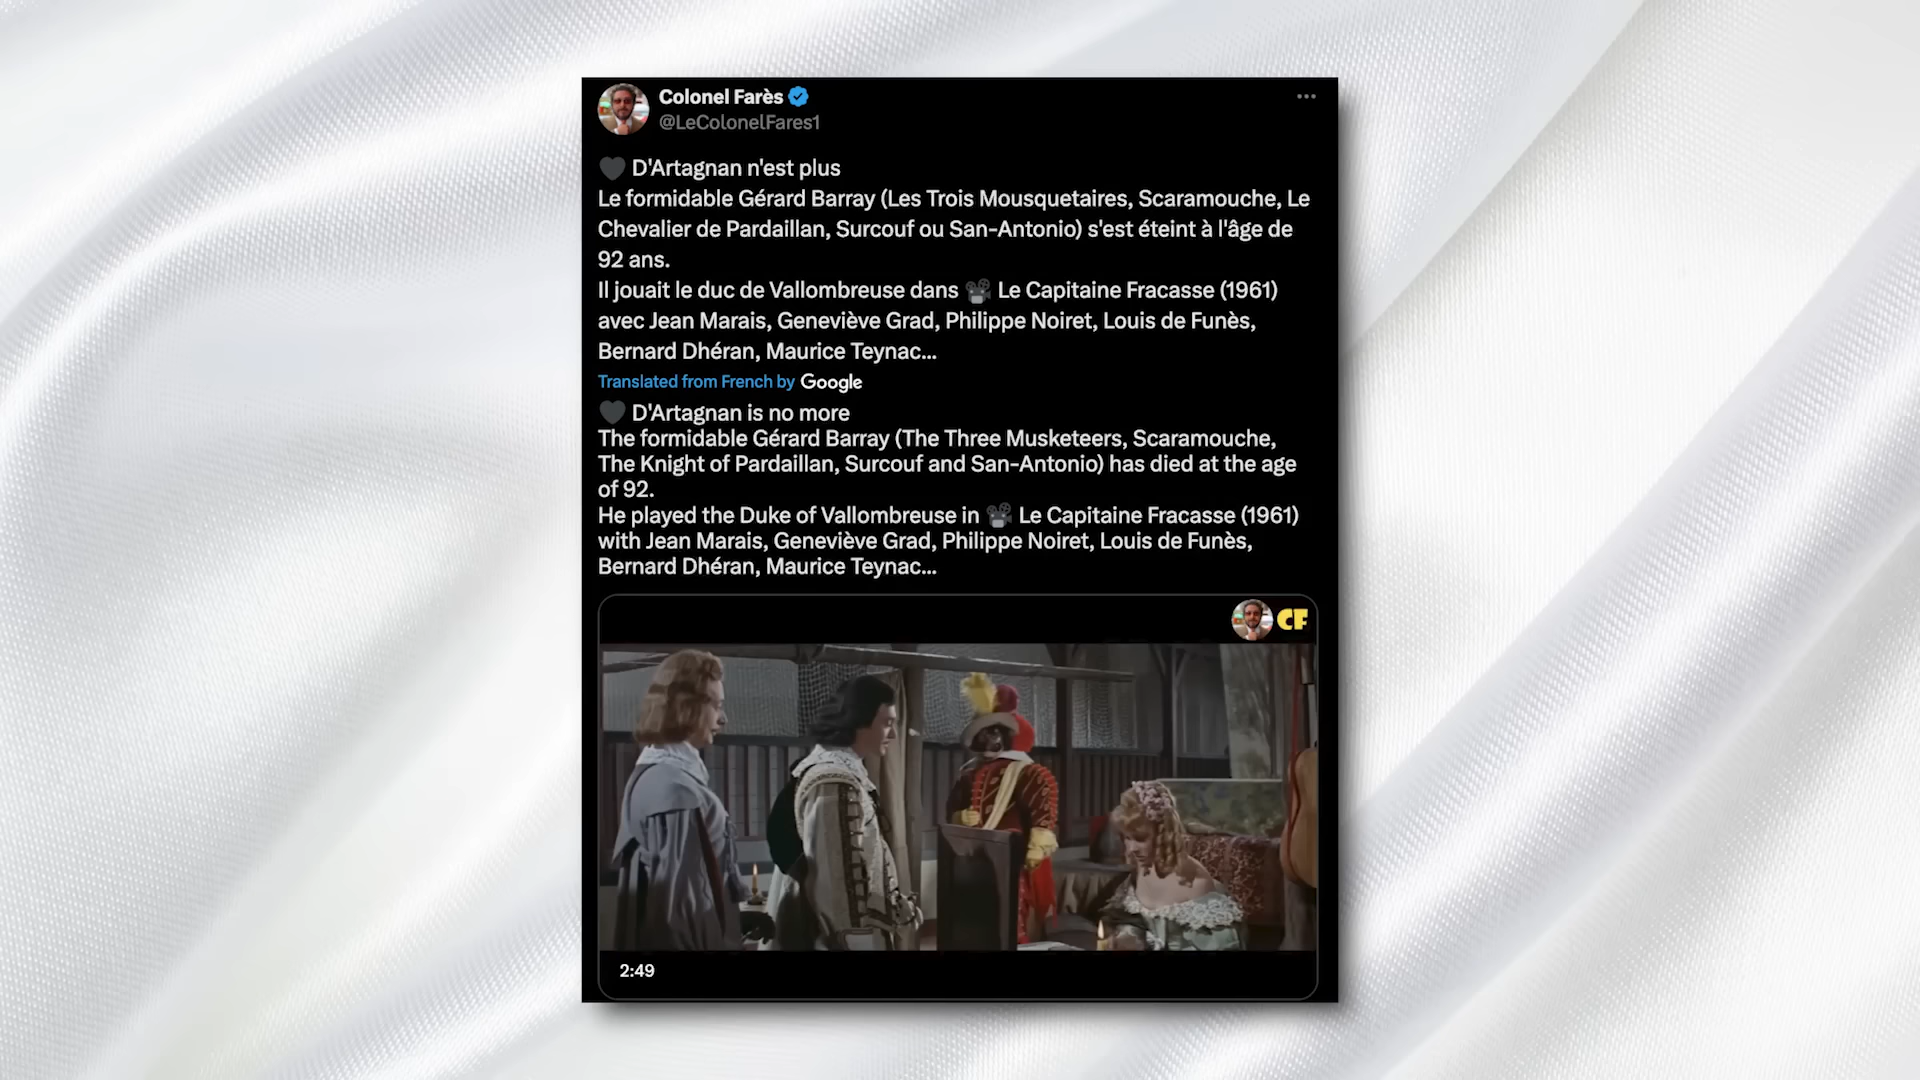 Colonel Farès
@LeColonelFares1
🖤 D'Artagnan n'est plus
Le formidable Gérard Barray (Les Trois Mousquetaires, Scaramouche, Le
Chevalier de Pardaillan, Surcouf ou San-Antonio) s'est éteint à l'âge de
92 ans.
Il jouait le duc de Vallombreuse dans 🎥 Le Capitaine Fracasse (1961)
avec Jean Marais, Geneviève Grad, Philippe Noiret, Louis de Funès,
Bernard Dhéran, Maurice Teynac...
Translated from French by Google
🖤 D'Artagnan is no more
The formidable Gérard Barray (The Three Musketeers, Scaramouche,
The Knight of Pardaillan, Surcouf and San-Antonio) has died at the age
of 92.
He played the Duke of Vallombreuse in 🎥 Le Capitaine Fracasse (1961)
with Jean Marais, Geneviève Grad, Philippe Noiret, Louis de Funès,
Bernard Dhéran, Maurice Teynac...
CF
2:49